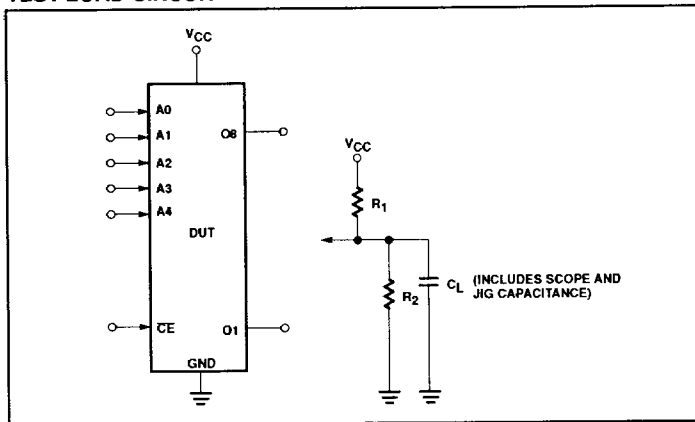 TEST LOAD CIRCUIT
VCC
A0
A1
A2
A3
A4
O8
DUT
CE
O1
GND
VCC
R1
R2
CL (INCLUDES SCOPE AND
JIG CAPACITANCE)